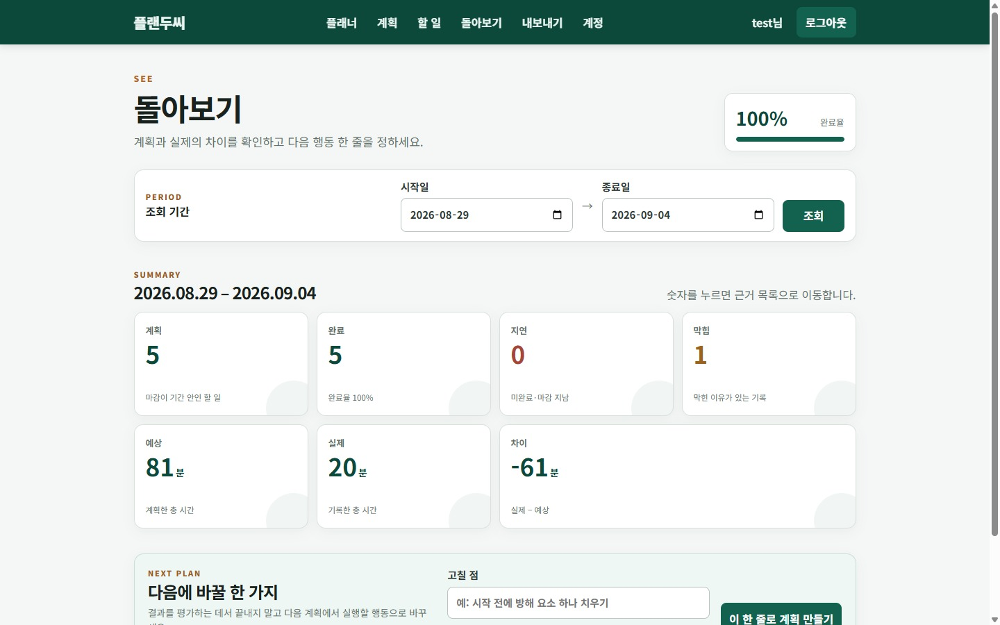 플랜두씨
플래너 계획 할 일 돌아보기 내보내기 계정
test님 로그아웃
SEE
돌아보기
계획과 실제의 차이를 확인하고 다음 행동 한 줄을 정하세요.
100% 완료율
PERIOD
조회 기간
시작일
2026-08-29
→
종료일
2026-09-04
조회
SUMMARY
2026.08.29 – 2026.09.04
숫자를 누르면 근거 목록으로 이동합니다.
계획
5
마감이 기간 안인 할 일
완료
5
완료율 100%
지연
0
미완료·마감 지남
막힘
1
막힌 이유가 있는 기록
예상
81분
계획한 총 시간
실제
20분
기록한 총 시간
차이
-61분
실제 − 예상
NEXT PLAN
다음에 바꿀 한 가지
결과를 평가하는 데서 끝내지 말고 다음 계획에서 실행할 행동으로 바꾸
고칠 점
예: 시작 전에 방해 요소 하나 치우기
이 한 줄로 계획 만들기